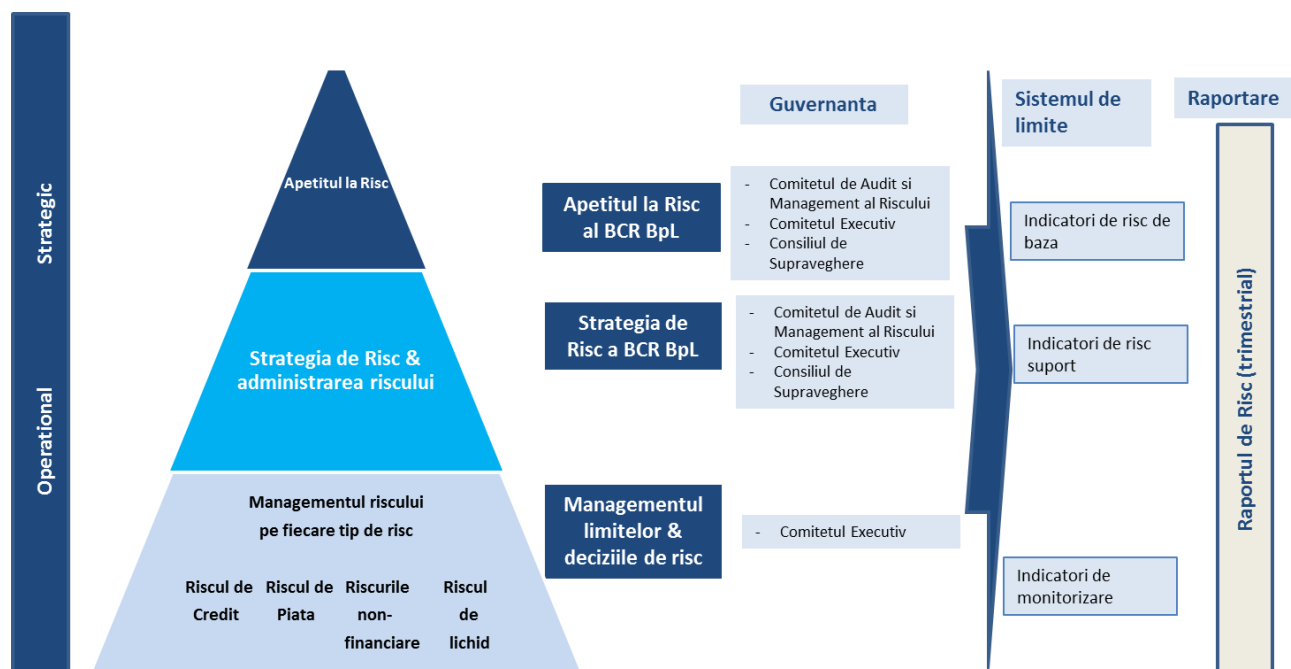 Strategic
Operational
Apetitul la Risc
Strategia de Risc &
administrarea riscului
Managementul riscului
pe fiecare tip de risc
Riscul de
Credit
Riscul de
Piata
Riscurile
non-
financiare
Riscul
de
lichid
Apetitul la Risc
al BCR BpL
Strategia de
Risc a BCR BpL
Managementul
limitelor &
deciziile de risc
Guvernanta
- Comitetul de Audit si
Management al Riscului
- Comitetul Executiv
- Consiliul de
Supraveghere
- Comitetul de Audit si
Management al Riscului
- Comitetul Executiv
- Consiliul de
Supraveghere
- Comitetul Executiv
Sistemul de
limite
Indicatori de risc de
baza
Indicatori de risc
suport
Indicatori de
monitorizare
Raportare
Raportul de Risc (trimestrial)